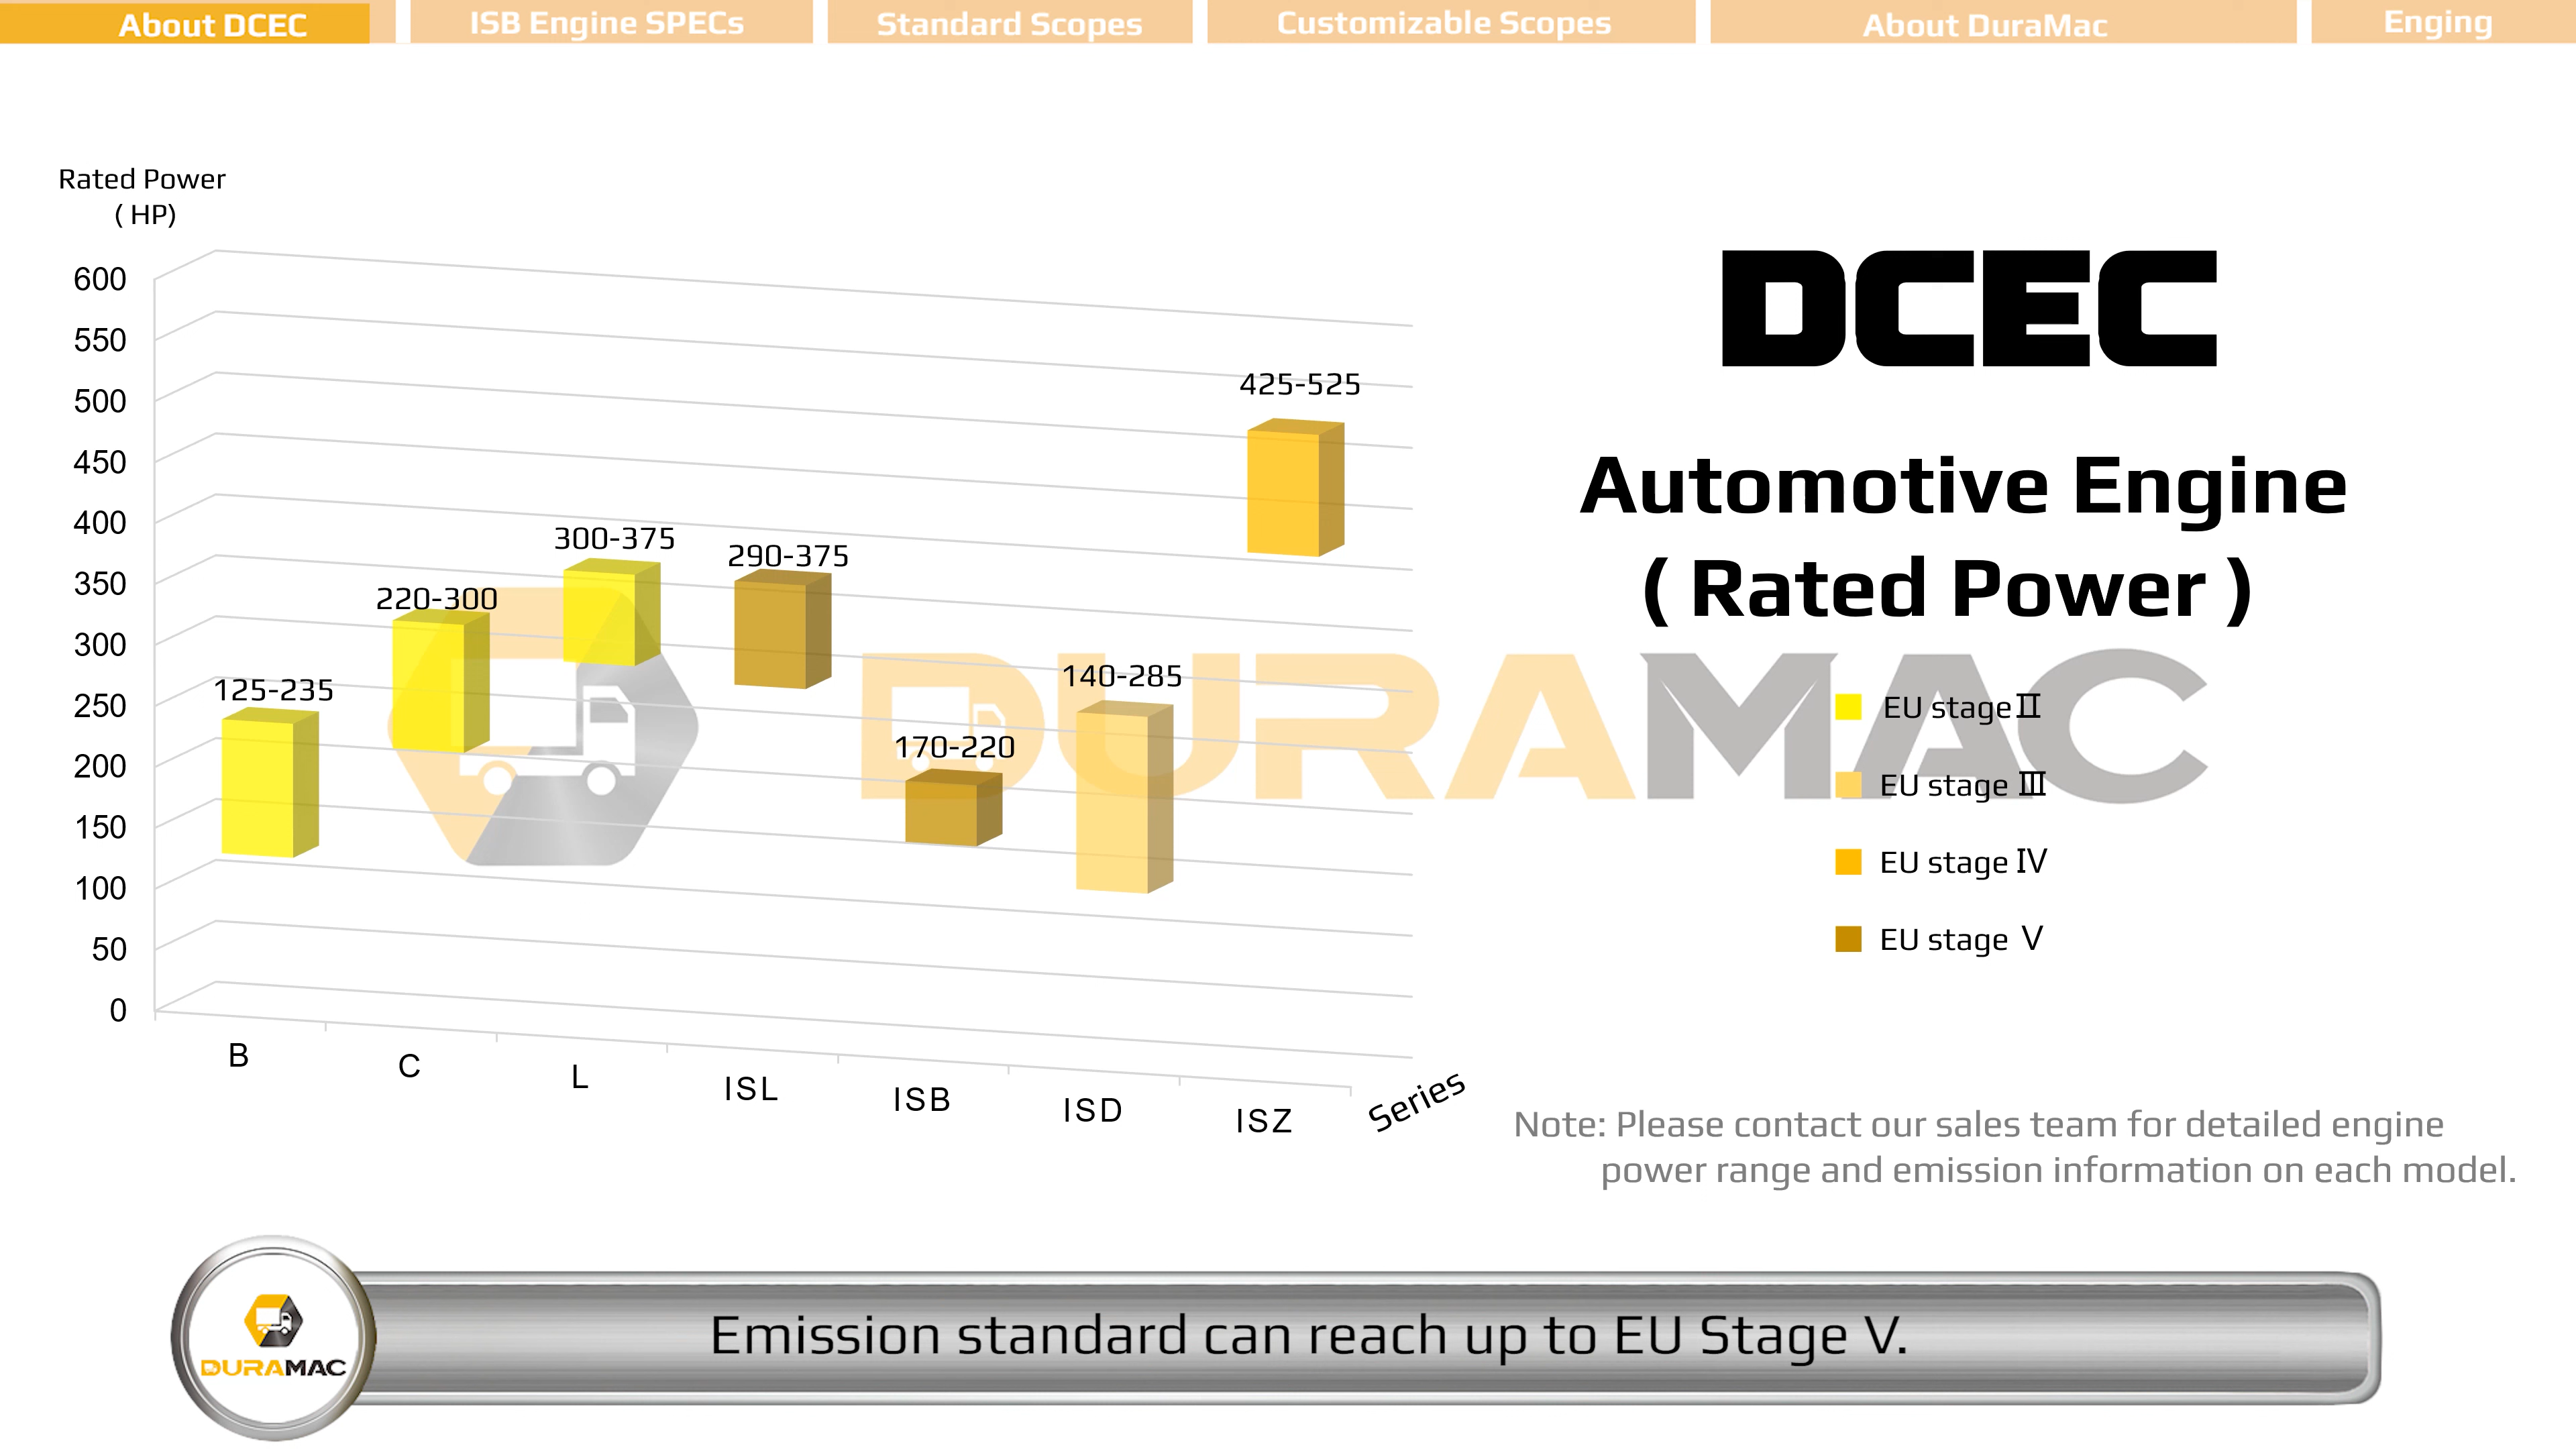 About DCEC
ISB Engine SPECs
Standard Scopes
Customizable Scopes
About DuraMac
Enging
Rated Power
( HP)
600
550
500
450
400
350
300
250
200
150
100
50
0
125-235
220-300
300-375
290-375
170-220
140-285
425-525
B
C
L
ISL
ISB
ISD
ISZ
Series
DCEC
Automotive Engine
( Rated Power )
DURAMAC
EU stage Ⅱ
EU stage Ⅲ
EU stage Ⅳ
EU stage Ⅴ
Note: Please contact our sales team for detailed engine
power range and emission information on each model.
DURAMAC
Emission standard can reach up to EU Stage V.